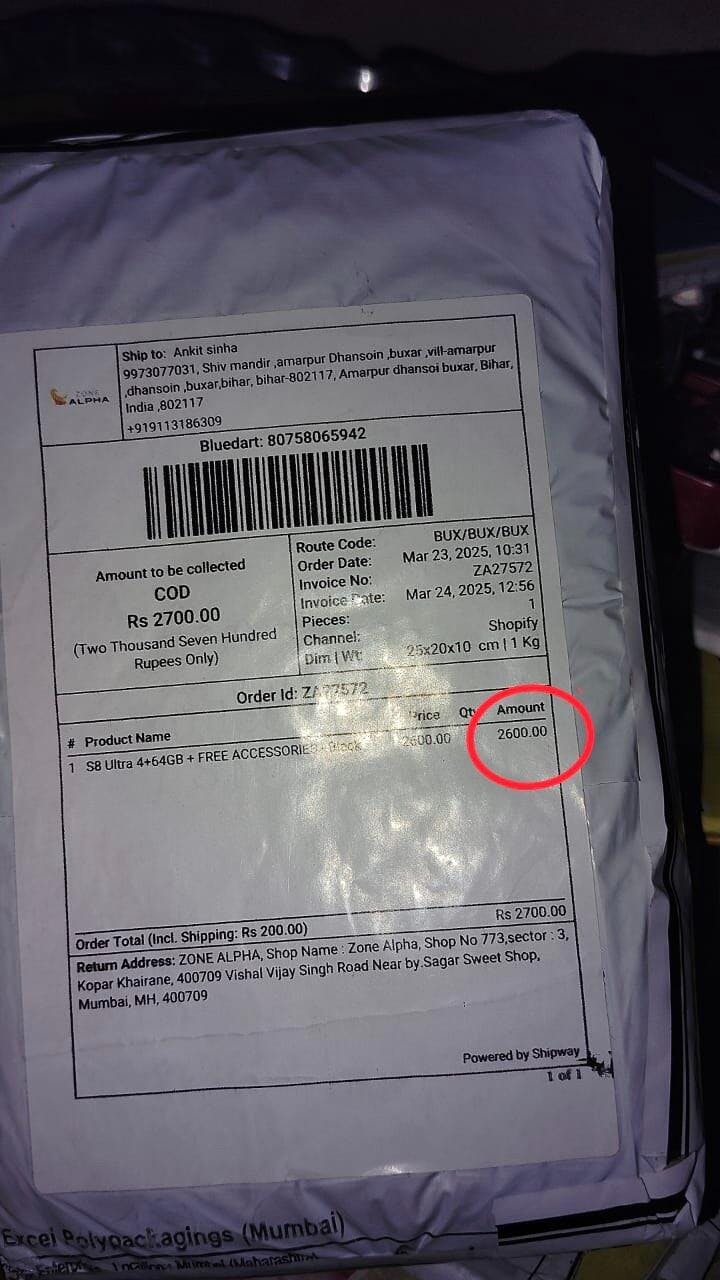 ZONE
ALPHA
Ship to: Ankit sinha
9973077031, Shiv mandir ,amarpur Dhansoin ,buxar ,vill-amarpur
,dhansoin ,buxar,bihar, bihar-802117, Amarpur dhansoi buxar, Bihar,
India ,802117
+919113186309
Bluedart: 80758065942
Amount to be collected
COD
Rs 2700.00
(Two Thousand Seven Hundred
Rupees Only)
Route Code: BUX/BUX/BUX
Order Date: Mar 23, 2025, 10:31
Invoice No: ZA27572
Invoice Date: Mar 24, 2025, 12:56
Pieces: 1
Channel: Shopify
Dim | Wt: 25x20x10 cm | 1 Kg
Order Id: ZA27572
# Product Name Price Qty Amount
1 S8 Ultra 4+64GB + FREE ACCESSORIES Black 2600.00 2600.00
Order Total (Incl. Shipping: Rs 200.00) Rs 2700.00
Return Address: ZONE ALPHA, Shop Name : Zone Alpha, Shop No 773,sector : 3,
Kopar Khairane, 400709 Vishal Vijay Singh Road Near by.Sagar Sweet Shop,
Mumbai, MH, 400709
Powered by Shipway
1 of 1
Excel Polypackagings (Mumbai)